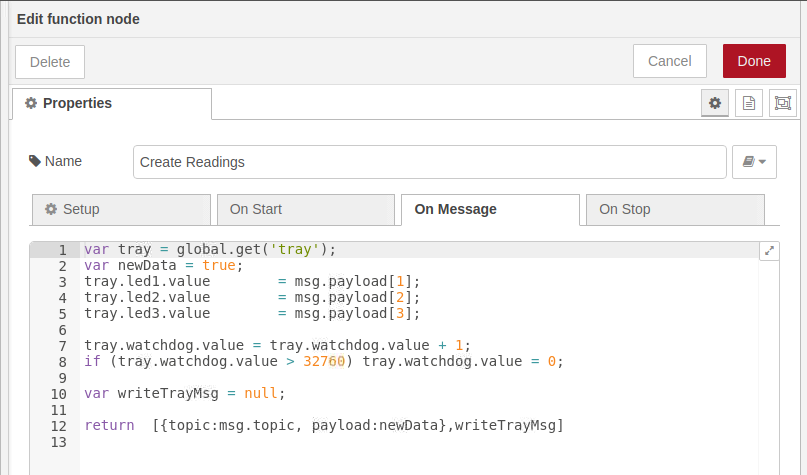 Edit function node
Delete
Cancel
Done
Properties
Name
Create Readings
Setup
On Start
On Message
On Stop
1 var tray = global.get('tray');
2 var newData = true;
3 tray.led1.value        = msg.payload[1];
4 tray.led2.value        = msg.payload[2];
5 tray.led3.value        = msg.payload[3];
6
7 tray.watchdog.value = tray.watchdog.value + 1;
8 if (tray.watchdog.value > 32760) tray.watchdog.value = 0;
9
10 var writeTrayMsg = null;
11
12 return  [{topic:msg.topic, payload:newData},writeTrayMsg]
13